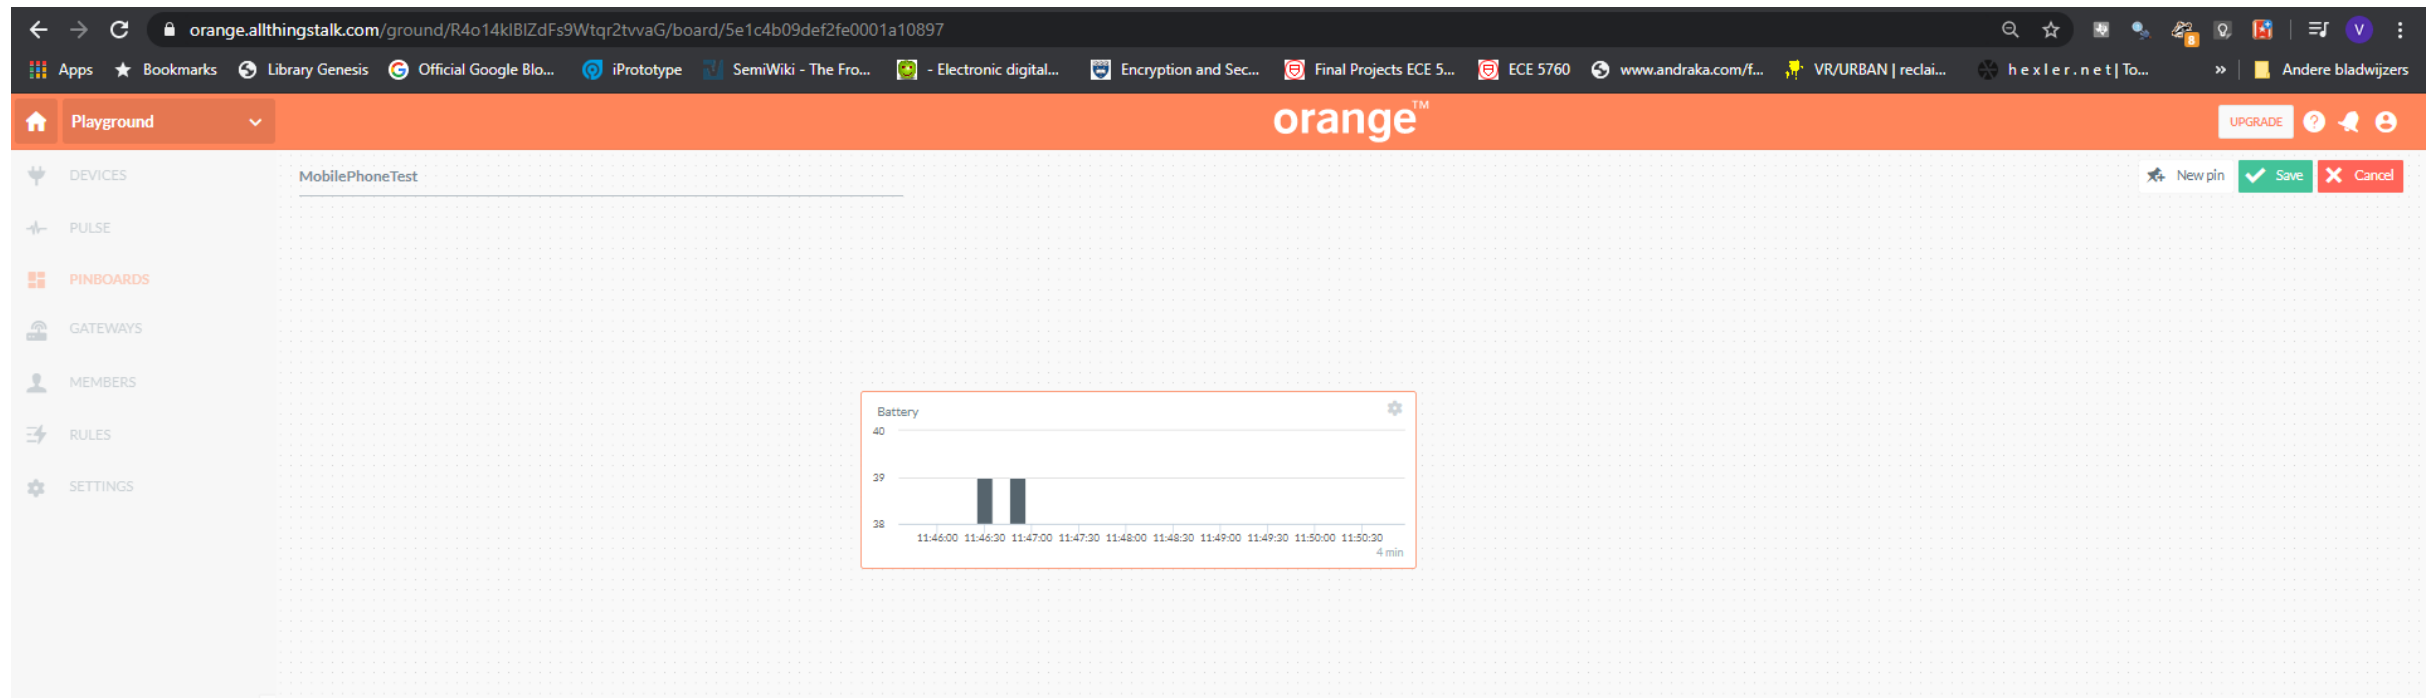 orange.allthingstalk.com/ground/R4o14kIBlZdFs9Wtqr2tvvaG/board/5e1c4b09def2fe0001a10897
8 V
Apps Bookmarks Library Genesis Official Google Blo... iPrototype SemiWiki - The Fro... - Electronic digital... Encryption and Sec... Final Projects ECE 5... ECE 5760 www.andraka.com/f... VR/URBAN | reclai... h e x l e r . n e t | To... » Andere bladwijzers
Playground orange™ UPGRADE ?
DEVICES MobilePhoneTest New pin Save Cancel
PULSE
PINBOARDS
GATEWAYS
MEMBERS
RULES
SETTINGS
Battery
40
39
38
11:46:00 11:46:30 11:47:00 11:47:30 11:48:00 11:48:30 11:49:00 11:49:30 11:50:00 11:50:30
4 min